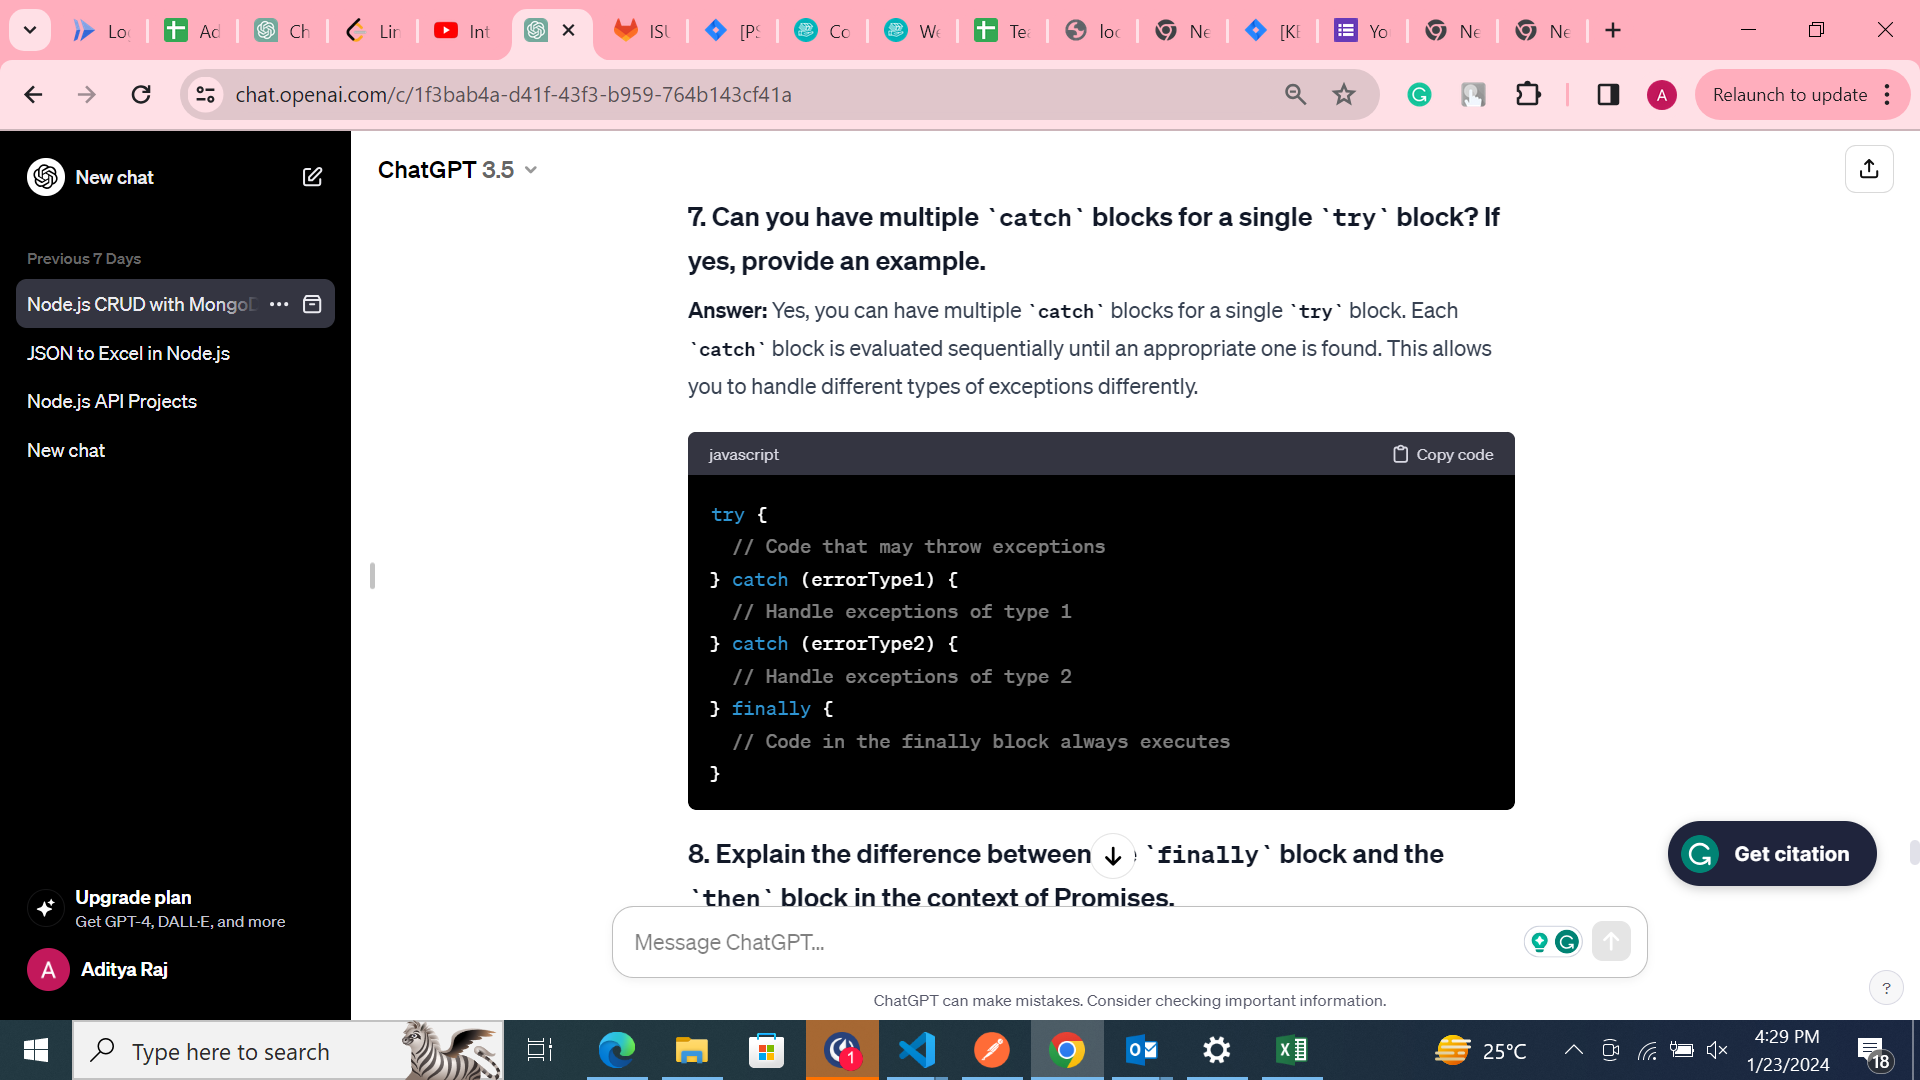 Lo
Ad
Ch
Lin
Int
ISU
[PS
Co
We
Tea
loc
Ne
[KE
Yo
Ne
Ne
chat.openai.com/c/1f3bab4a-d41f-43f3-b959-764b143cf41a
A
Relaunch to update
New chat
Previous 7 Days
Node.js CRUD with MongoD
JSON to Excel in Node.js
Node.js API Projects
New chat
Upgrade plan
Get GPT-4, DALL·E, and more
A
Aditya Raj
ChatGPT 3.5
7. Can you have multiple `catch` blocks for a single `try` block? If
yes, provide an example.
Answer: Yes, you can have multiple `catch` blocks for a single `try` block. Each
`catch` block is evaluated sequentially until an appropriate one is found. This allows
you to handle different types of exceptions differently.
javascript
Copy code
try {
// Code that may throw exceptions
} catch (errorType1) {
// Handle exceptions of type 1
} catch (errorType2) {
// Handle exceptions of type 2
} finally {
// Code in the finally block always executes
}
8. Explain the difference between `finally` block and the
`then` block in the context of Promises.
Get citation
Message ChatGPT...
ChatGPT can make mistakes. Consider checking important information.
?
Type here to search
1
25°C
4:29 PM
1/23/2024
18